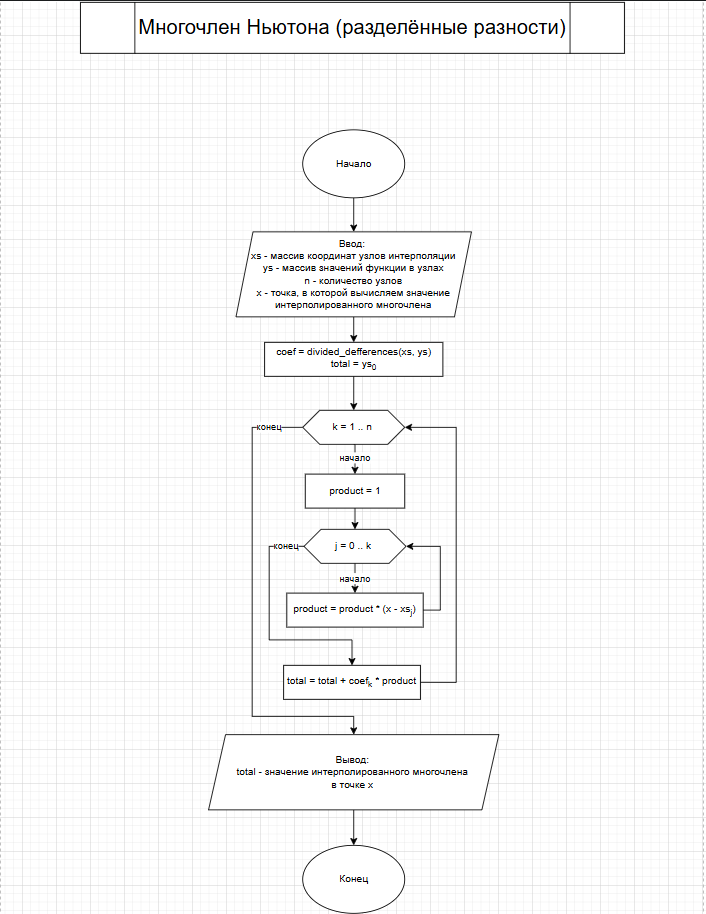 Многочлен Ньютона (разделённые разности)
Начало
Ввод:
xs - массив координат узлов интерполяции
ys - массив значений функции в узлах
n - количество узлов
x - точка, в которой вычисляем значение
интерполированного многочлена
coef = divided_defferences(xs, ys)
total = ys₀
конец
k = 1 .. n
начало
product = 1
конец
j = 0 .. k
начало
product = product * (x - xsⱼ)
total = total + coefₖ * product
Вывод:
total - значение интерполированного многочлена
в точке x
Конец